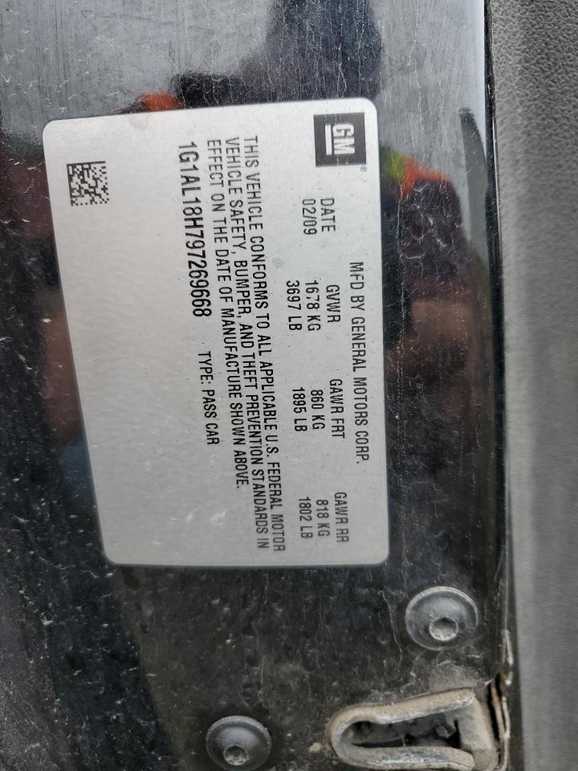 GM
®
MFD BY GENERAL MOTORS CORP.
DATE GVWR GAWR FRT GAWR RR
02/09 1678 KG 860 KG 818 KG
3697 LB 1895 LB 1802 LB
THIS VEHICLE CONFORMS TO ALL APPLICABLE U.S. FEDERAL MOTOR
VEHICLE SAFETY, BUMPER, AND THEFT PREVENTION STANDARDS IN
EFFECT ON THE DATE OF MANUFACTURE SHOWN ABOVE.
1G1AL18H797269668 TYPE: PASS CAR